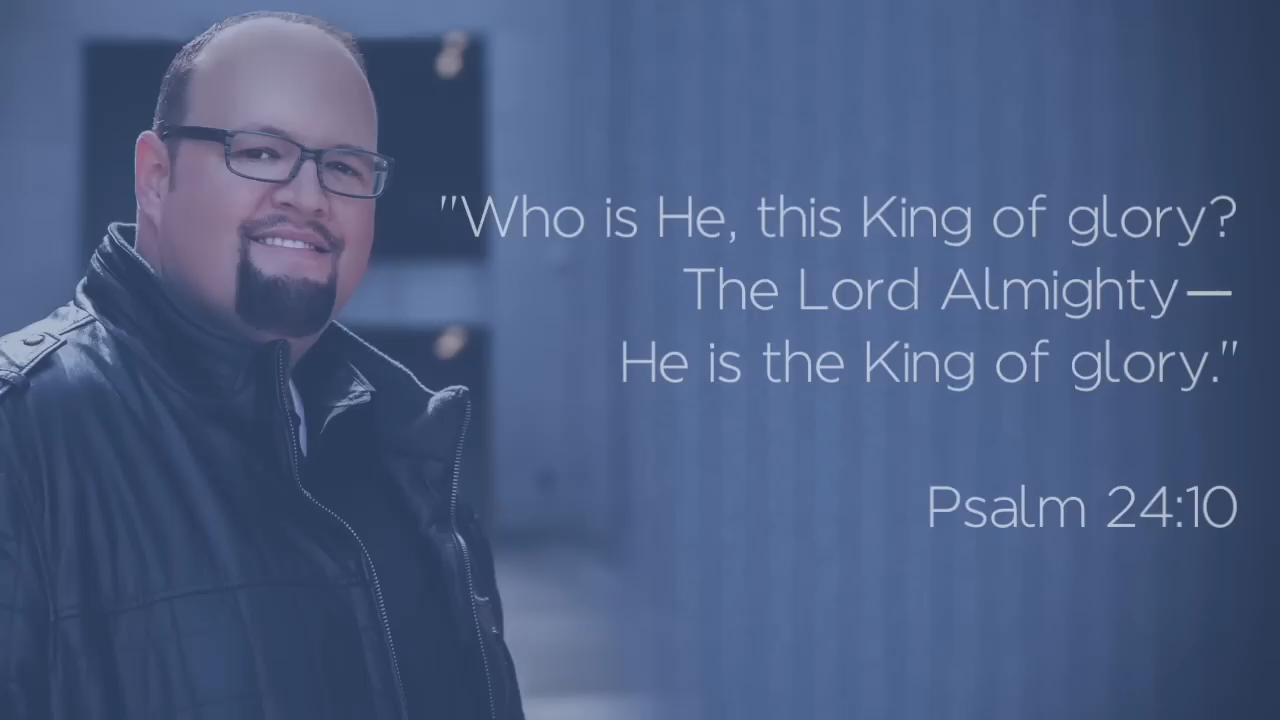 "Who is He, this King of glory?
The Lord Almighty—
He is the King of glory."
Psalm 24:10